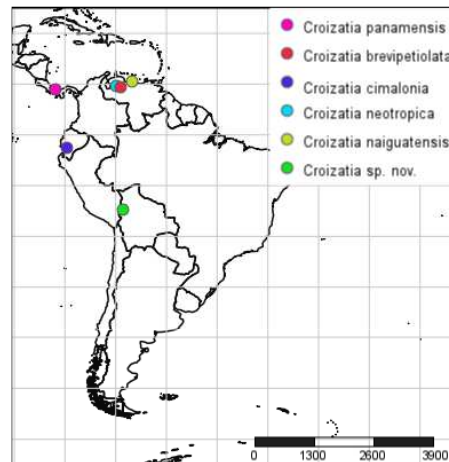 Croizatia panamensis
Croizatia brevipetiolata
Croizatia cimalonia
Croizatia neotropica
Croizatia naiguatensis
Croizatia sp. nov.
0 1300 2600 3900